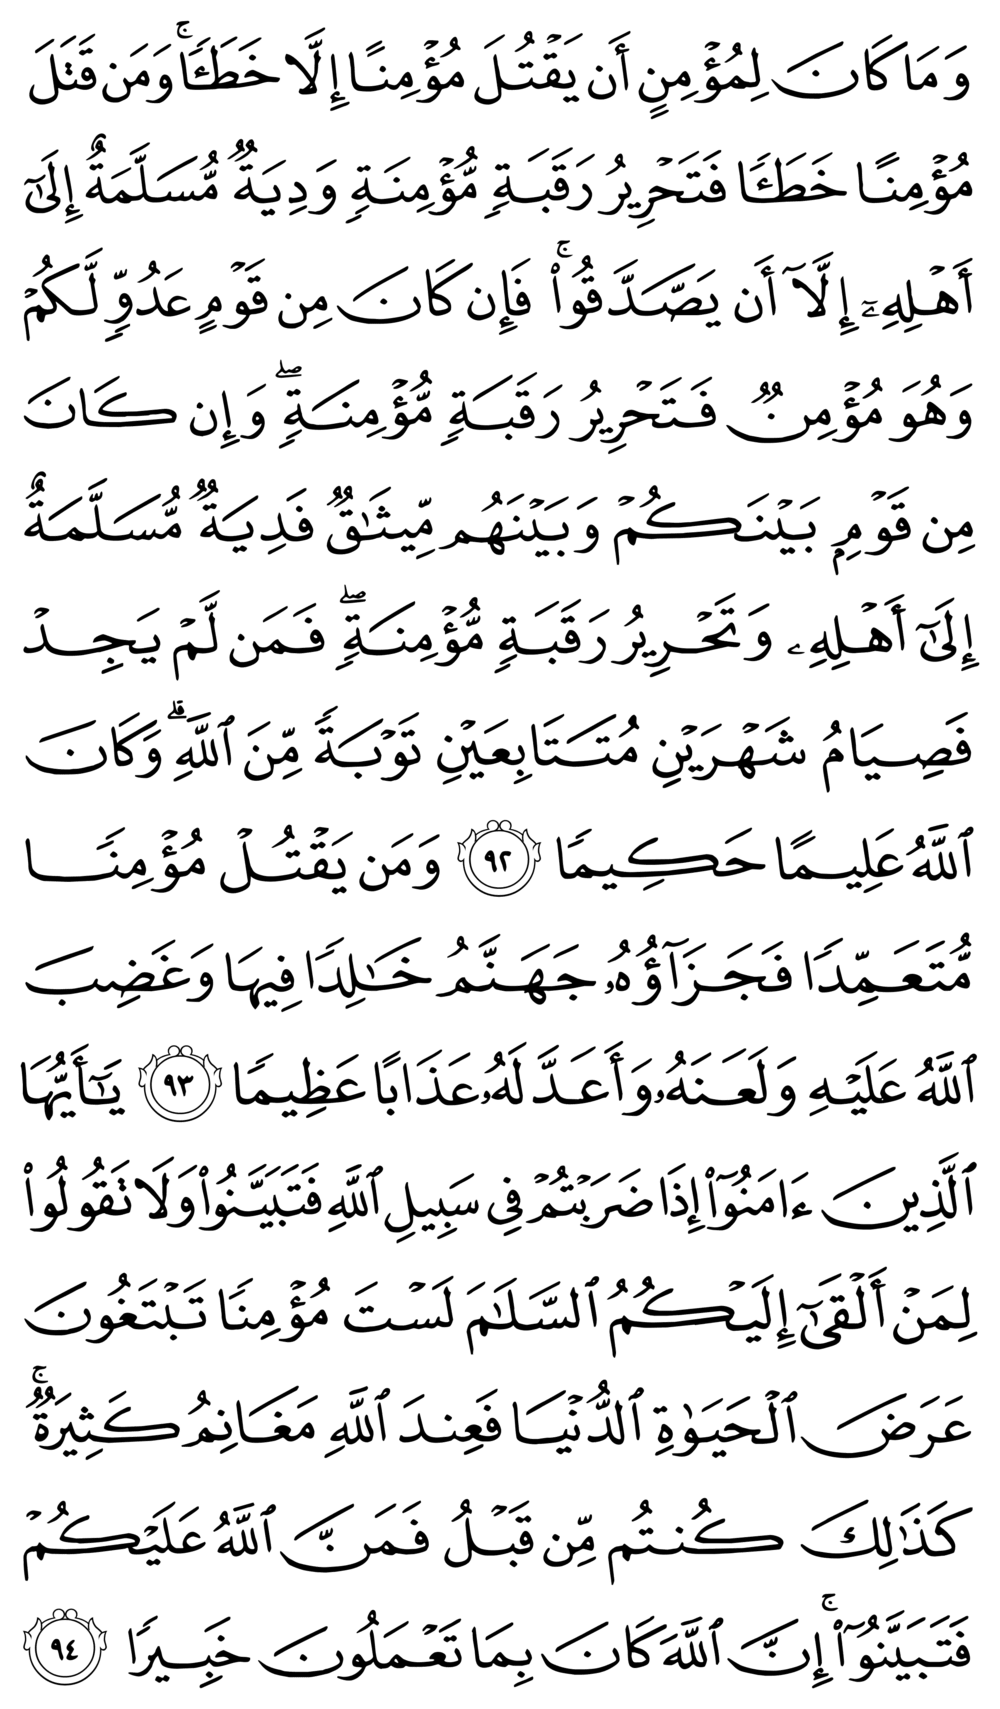 وَمَا كَانَ لِمُؤْمِنٍ أَن يَقْتُلَ مُؤْمِنًا إِلَّا خَطَـًٔا ۚ وَمَن قَتَلَ
مُؤْمِنًا خَطَـًٔا فَتَحْرِيرُ رَقَبَةٍ مُّؤْمِنَةٍ وَدِيَةٌ مُّسَلَّمَةٌ إِلَىٰٓ
أَهْلِهِۦٓ إِلَّآ أَن يَصَّدَّقُوا۟ ۚ فَإِن كَانَ مِن قَوْمٍ عَدُوٍّ لَّكُمْ
وَهُوَ مُؤْمِنٌ فَتَحْرِيرُ رَقَبَةٍ مُّؤْمِنَةٍ ۖ وَإِن كَانَ
مِن قَوْمٍۭ بَيْنَكُمْ وَبَيْنَهُم مِّيثَـٰقٌ فَدِيَةٌ مُّسَلَّمَةٌ
إِلَىٰٓ أَهْلِهِۦ وَتَحْرِيرُ رَقَبَةٍ مُّؤْمِنَةٍ ۖ فَمَن لَّمْ يَجِدْ
فَصِيَامُ شَهْرَيْنِ مُتَتَابِعَيْنِ تَوْبَةً مِّنَ ٱللَّهِ ۗ وَكَانَ
ٱللَّهُ عَلِيمًا حَكِيمًا ٩٢ وَمَن يَقْتُلْ مُؤْمِنًا
مُّتَعَمِّدًا فَجَزَآؤُهُۥ جَهَنَّمُ خَـٰلِدًا فِيهَا وَغَضِبَ
ٱللَّهُ عَلَيْهِ وَلَعَنَهُۥ وَأَعَدَّ لَهُۥ عَذَابًا عَظِيمًا ٩٣ يَـٰٓأَيُّهَا
ٱلَّذِينَ ءَامَنُوٓا۟ إِذَا ضَرَبْتُمْ فِى سَبِيلِ ٱللَّهِ فَتَبَيَّنُوا۟ وَلَا تَقُولُوا۟
لِمَنْ أَلْقَىٰٓ إِلَيْكُمُ ٱلسَّلَـٰمَ لَسْتَ مُؤْمِنًا تَبْتَغُونَ
عَرَضَ ٱلْحَيَوٰةِ ٱلدُّنْيَا فَعِندَ ٱللَّهِ مَغَانِمُ كَثِيرَةٌ ۚ
كَذَٰلِكَ كُنتُم مِّن قَبْلُ فَمَنَّ ٱللَّهُ عَلَيْكُمْ
فَتَبَيَّنُوٓا۟ ۚ إِنَّ ٱللَّهَ كَانَ بِمَا تَعْمَلُونَ خَبِيرًا ٩٤